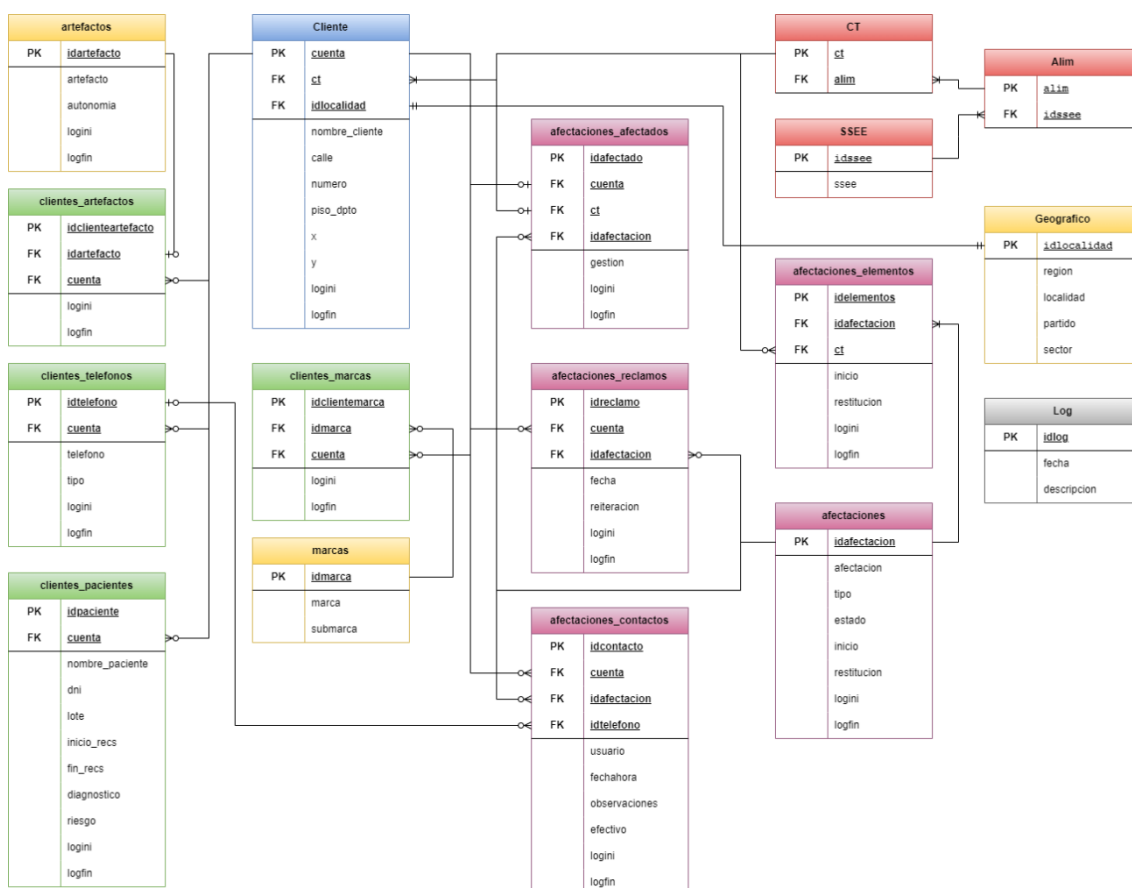 artefactos
PK idartefacto
artefacto
autonomia
logini
logfin
clientes_artefactos
PK idclienteartefacto
FK idartefacto
FK cuenta
logini
logfin
clientes_telefonos
PK idtelefono
FK cuenta
telefono
tipo
logini
logfin
clientes_pacientes
PK idpaciente
FK cuenta
nombre_paciente
dni
lote
inicio_recs
fin_recs
diagnostico
riesgo
logini
logfin
Cliente
PK cuenta
FK ct
FK idlocalidad
nombre_cliente
calle
numero
piso_dpto
x
y
logini
logfin
clientes_marcas
PK idclientemarca
FK idmarca
FK cuenta
logini
logfin
marcas
PK idmarca
marca
submarca
afectaciones_afectados
PK idafectado
FK cuenta
FK ct
FK idafectacion
gestion
logini
logfin
afectaciones_reclamos
PK idreclamo
FK cuenta
FK idafectacion
fecha
reiteracion
logini
logfin
afectaciones_contactos
PK idcontacto
FK cuenta
FK idafectacion
FK idtelefono
usuario
fechahora
observaciones
efectivo
logini
logfin
CT
PK ct
FK alim
SSEE
PK idssee
ssee
afectaciones_elementos
PK idelementos
FK idafectacion
FK ct
inicio
restitucion
logini
logfin
afectaciones
PK idafectacion
afectacion
tipo
estado
inicio
restitucion
logini
logfin
Alim
PK alim
FK idssee
Geografico
PK idlocalidad
region
localidad
partido
sector
Log
PK idlog
fecha
descripcion